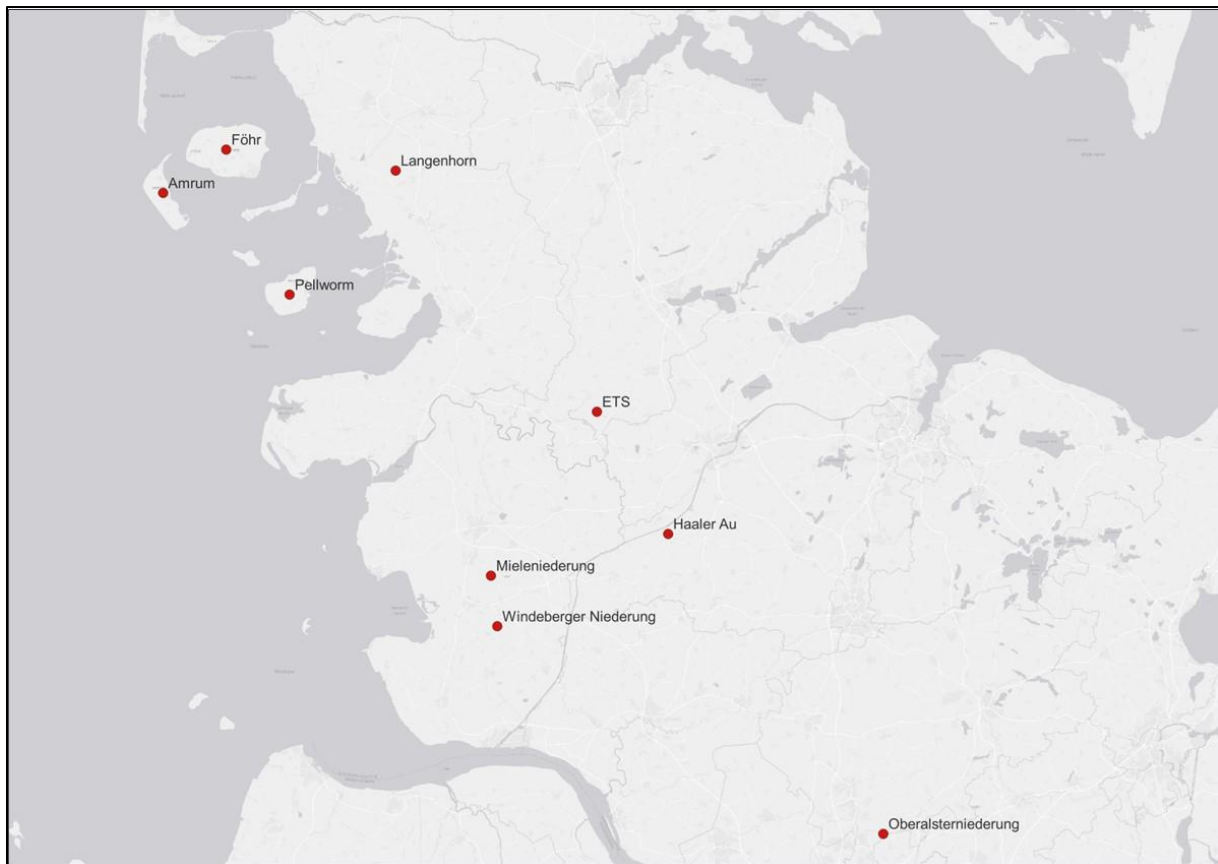 Föhr
Langenhorn
Amrum
Pellworm
ETS
Haaler Au
Mieleniederung
Windeberger Niederung
Oberalsterniederung